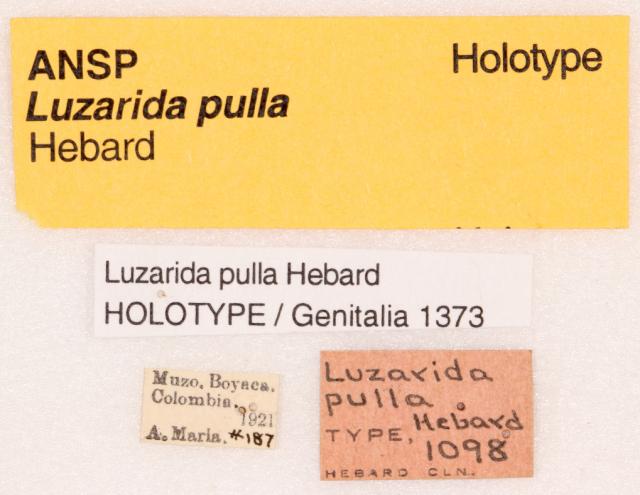 ANSP Holotype
Luzarida pulla
Hebard
Luzarida pulla Hebard
HOLOTYPE / Genitalia 1373
Muzo, Boyaca.
Colombia.
1921
A. Maria. #187
Luzarida
pulla
Hebard
TYPE, 1098
HEBARD CLN.